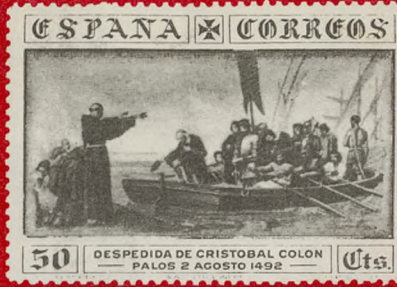 ESPAÑA CORREOS
50 DESPEDIDA DE CRISTOBAL COLON Cts.
PALOS 2 AGOSTO 1492